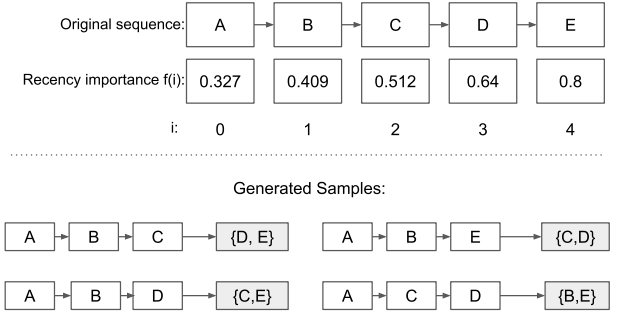 Original sequence: A B C D E
Recency importance f(i): 0.327 0.409 0.512 0.64 0.8
i: 0 1 2 3 4
Generated Samples:
A B C {D, E} A B E {C,D}
A B D {C,E} A C D {B,E}